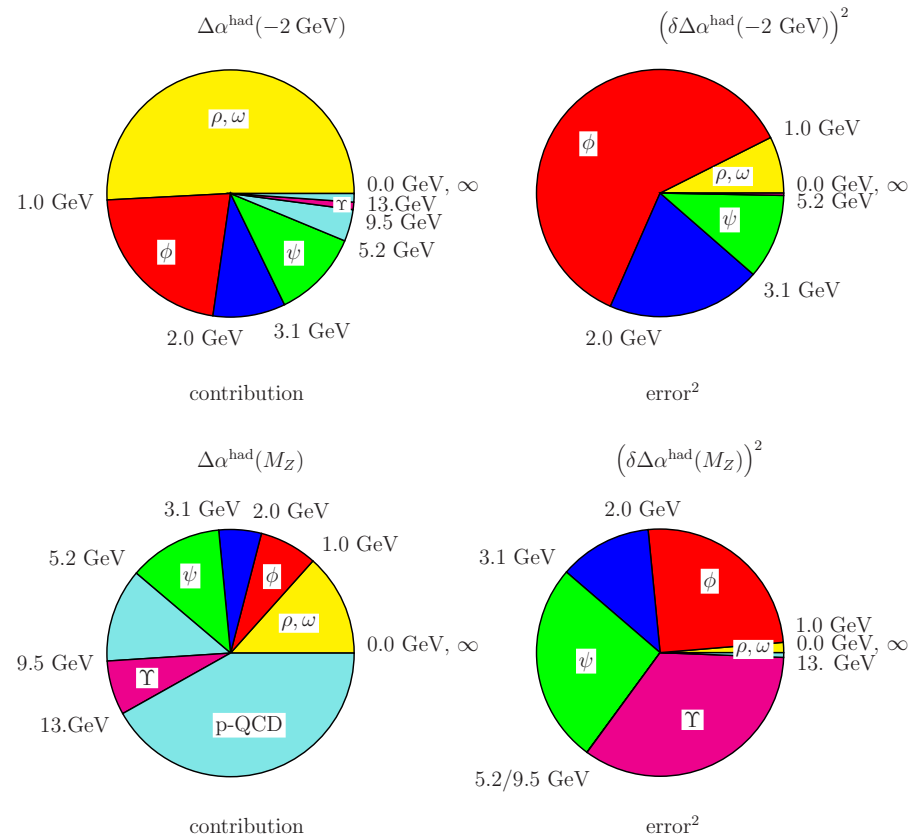 Δα^had(−2 GeV)
(δΔα^had(−2 GeV))^2
ρ, ω
1.0 GeV
ϕ
2.0 GeV
3.1 GeV
ψ
5.2 GeV
9.5 GeV
13.GeV
Υ
0.0 GeV, ∞
contribution
ϕ
1.0 GeV
ρ, ω
0.0 GeV, ∞
5.2 GeV
ψ
3.1 GeV
2.0 GeV
error^2
Δα^had(M_Z)
(δΔα^had(M_Z))^2
3.1 GeV
2.0 GeV
5.2 GeV
1.0 GeV
ψ
ϕ
ρ, ω
0.0 GeV, ∞
9.5 GeV
Υ
13.GeV
p-QCD
contribution
2.0 GeV
3.1 GeV
ϕ
1.0 GeV
0.0 GeV, ∞
ρ, ω
13. GeV
ψ
Υ
5.2/9.5 GeV
error^2